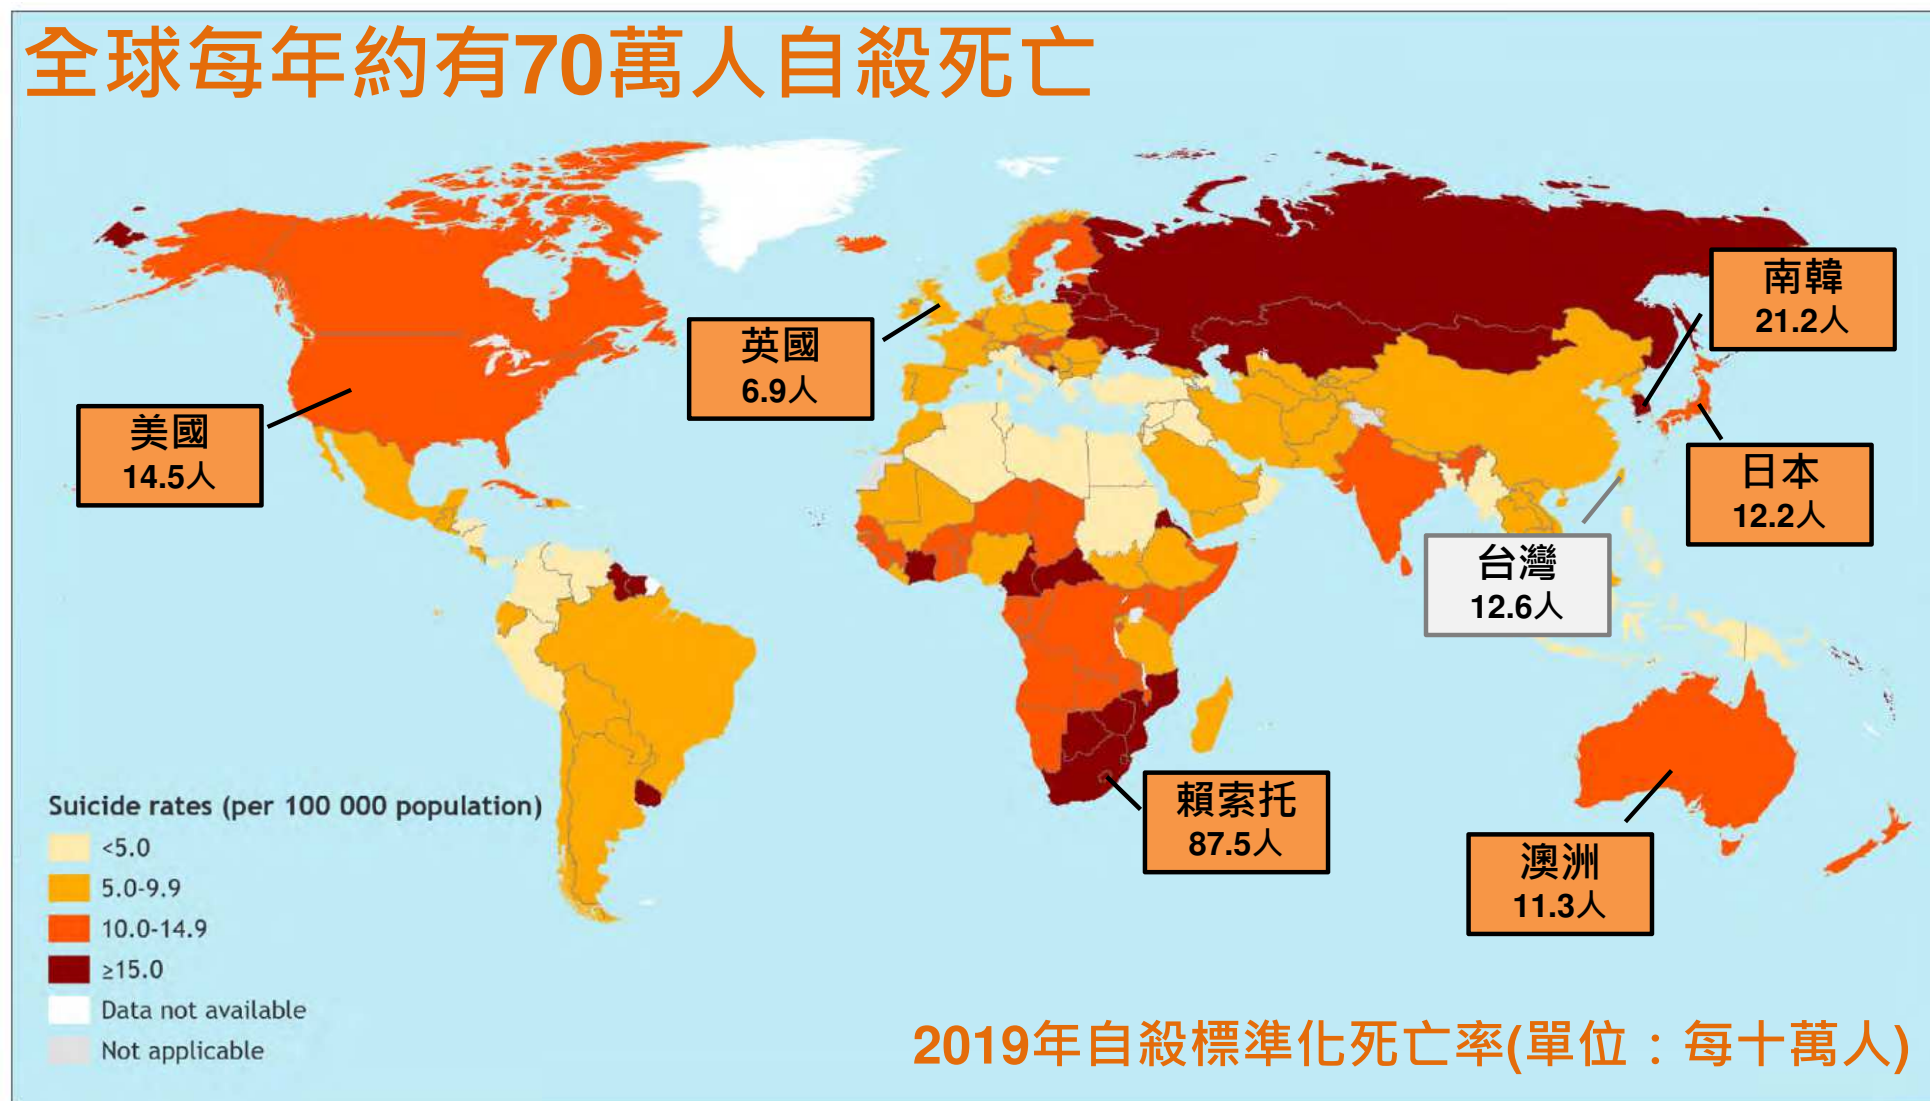 全球每年約有70萬人自殺死亡
南韓
21.2人
英國
6.9人
美國
14.5人
日本
12.2人
台灣
12.6人
賴索托
87.5人
澳洲
11.3人
Suicide rates (per 100 000 population)
<5.0
5.0-9.9
10.0-14.9
≥15.0
Data not available
Not applicable
2019年自殺標準化死亡率(單位：每十萬人)